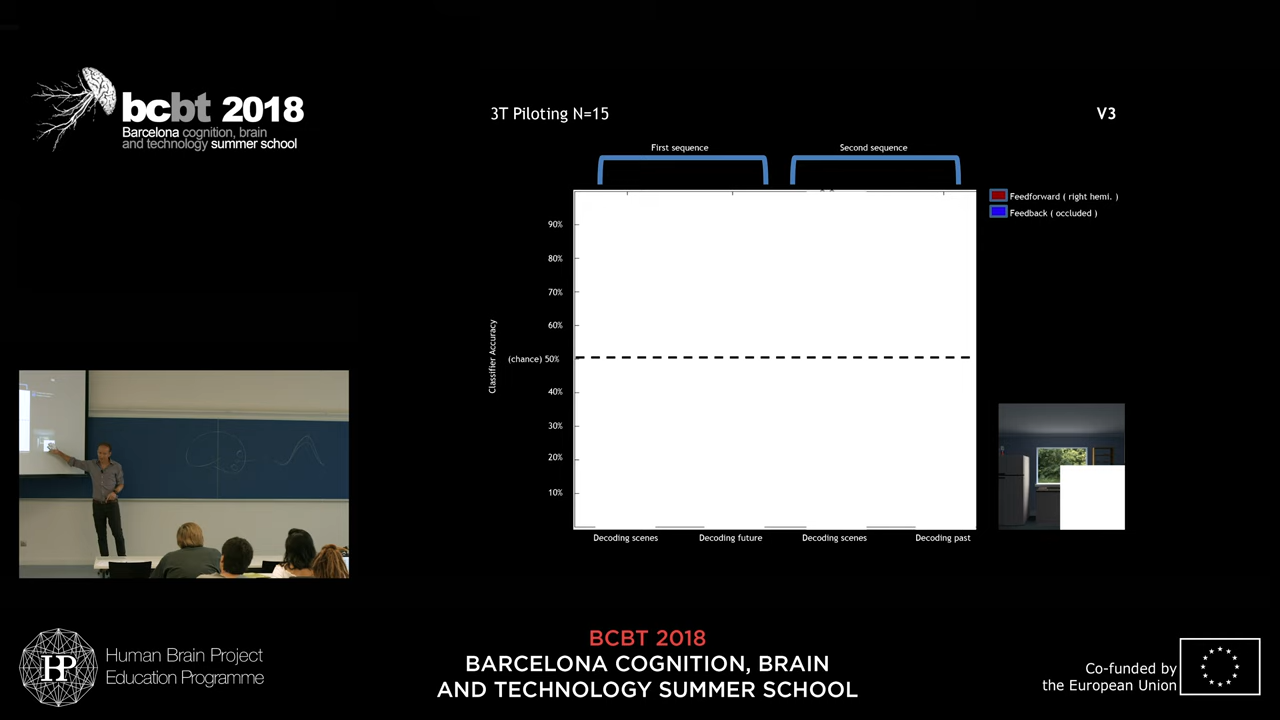 bcbt 2018
Barcelona cognition, brain
and technology summer school
3T Piloting N=15
V3
First sequence
Second sequence
Feedforward ( right hemi. )
Feedback ( occluded )
90%
80%
70%
60%
(chance) 50%
40%
30%
20%
10%
Classifier Accuracy
Decoding scenes
Decoding future
Decoding scenes
Decoding past
HP
Human Brain Project
Education Programme
BCBT 2018
BARCELONA COGNITION, BRAIN
AND TECHNOLOGY SUMMER SCHOOL
Co-funded by
the European Union